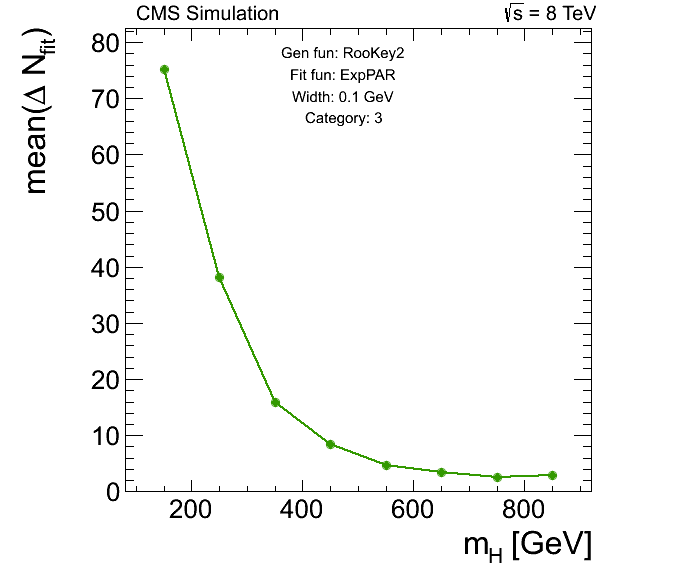 CMS Simulation √s = 8 TeV
mean(Δ N_fit)
Gen fun: RooKey2
Fit fun: ExpPAR
Width: 0.1 GeV
Category: 3
80
70
60
50
40
30
20
10
0
200 400 600 800
m_H [GeV]